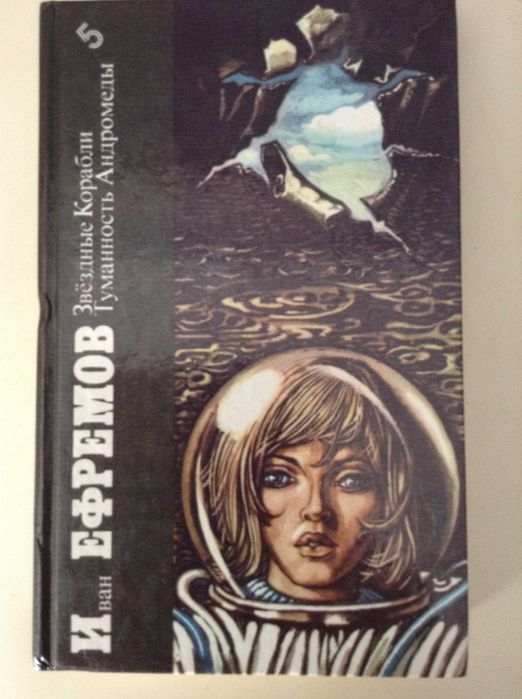 Иван ЕФРЕМОВ
Звёздные Корабли
Туманность Андромеды
5